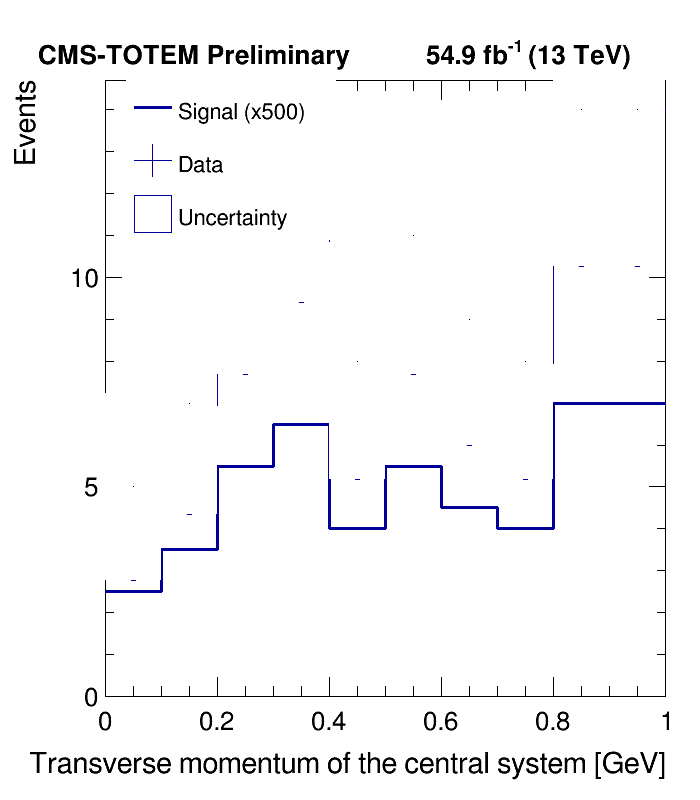 CMS-TOTEM Preliminary 54.9 fb⁻¹ (13 TeV)
Events
Signal (x500)
Data
Uncertainty
10
5
0
0 0.2 0.4 0.6 0.8 1
Transverse momentum of the central system [GeV]